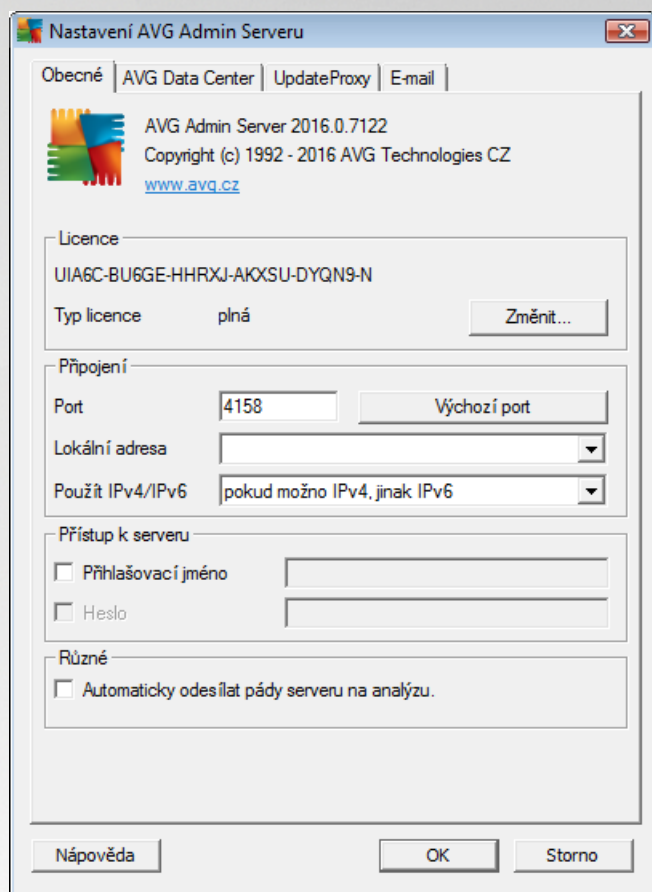 Nastavení AVG Admin Serveru
Obecné AVG Data Center UpdateProxy E-mail
AVG Admin Server 2016.0.7122
Copyright (c) 1992 - 2016 AVG Technologies CZ
www.avg.cz
Licence
UIA6C-BU6GE-HHRXJ-AKXSU-DYQN9-N
Typ licence plná Změnit...
Připojení
Port 4158 Výchozí port
Lokální adresa
Použít IPv4/IPv6 pokud možno IPv4, jinak IPv6
Přístup k serveru
Přihlašovací jméno
Heslo
Různé
Automaticky odesílat pády serveru na analýzu.
Nápověda OK Storno